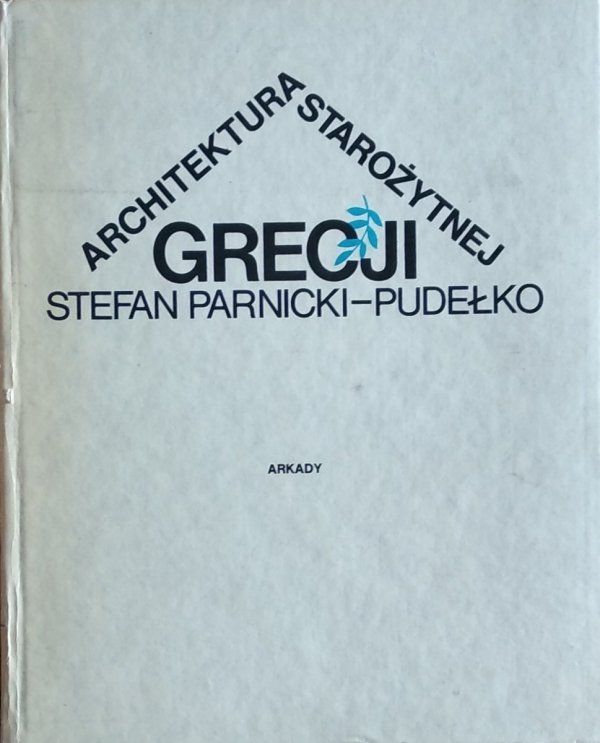 ARCHITEKTURA
STAROŻYTNEJ
GRECJI
STEFAN PARNICKI-PUDEŁKO
ARKADY